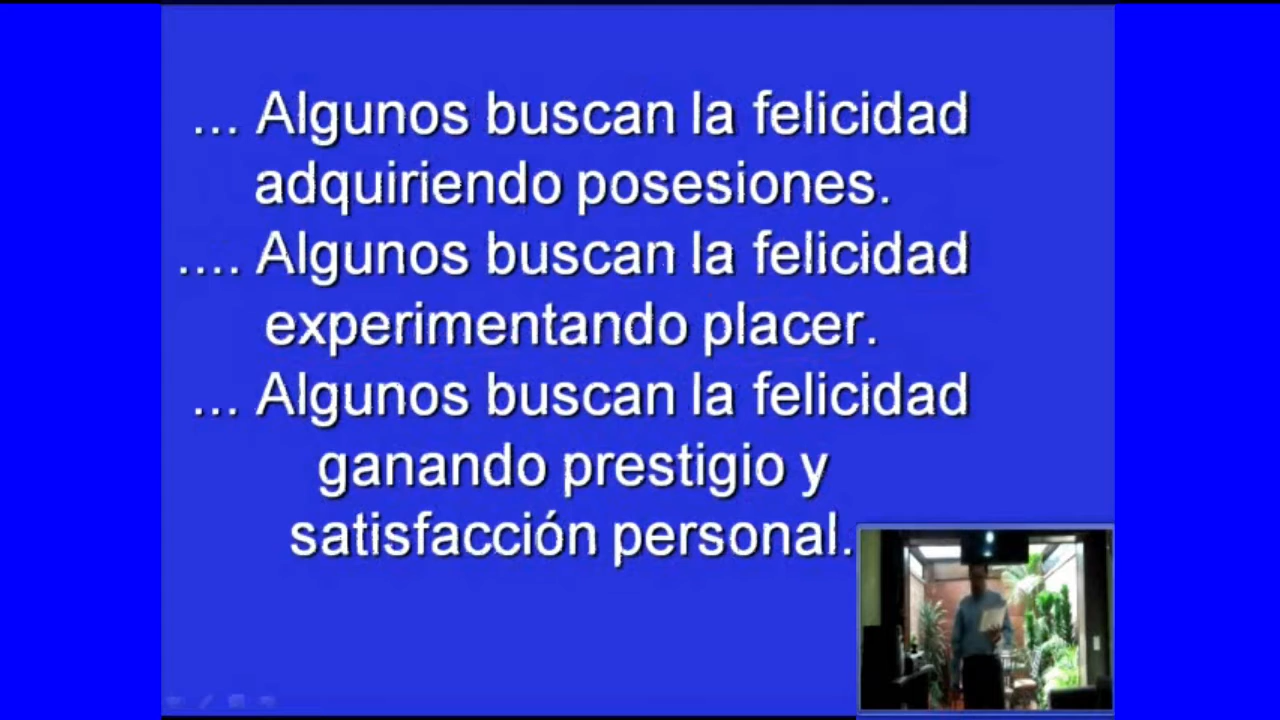 ... Algunos buscan la felicidad
adquiriendo posesiones.
.... Algunos buscan la felicidad
experimentando placer.
... Algunos buscan la felicidad
ganando prestigio y
satisfacción personal.